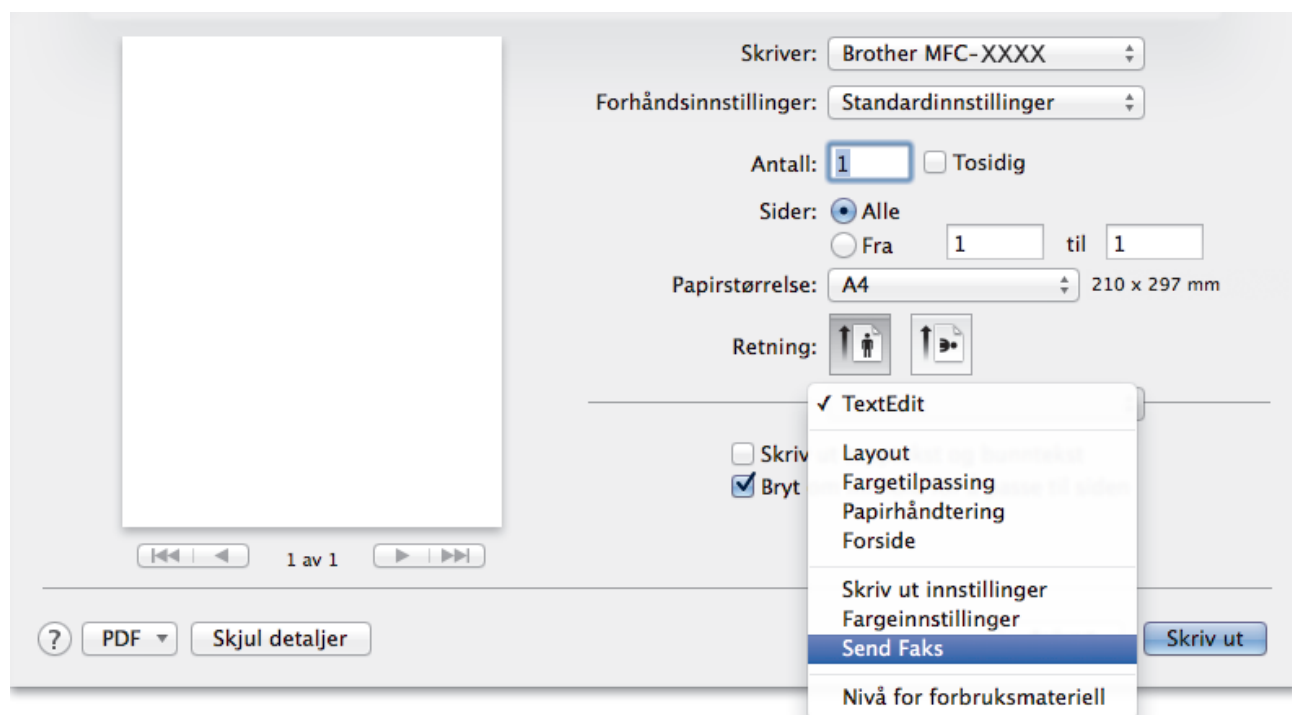 Skriver: Brother MFC-XXXX
Forhåndsinnstillinger: Standardinnstillinger
Antall: 1 Tosidig
Sider: Alle
Fra 1 til 1
Papirstørrelse: A4 210 x 297 mm
Retning:
✓ TextEdit
Skriv
Bryt
Layout
Fargetilpassing
Papirhåndtering
Forside
Skriv ut innstillinger
Fargeinnstillinger
Send Faks
Nivå for forbruksmateriell
1 av 1
? PDF Skjul detaljer Skriv ut